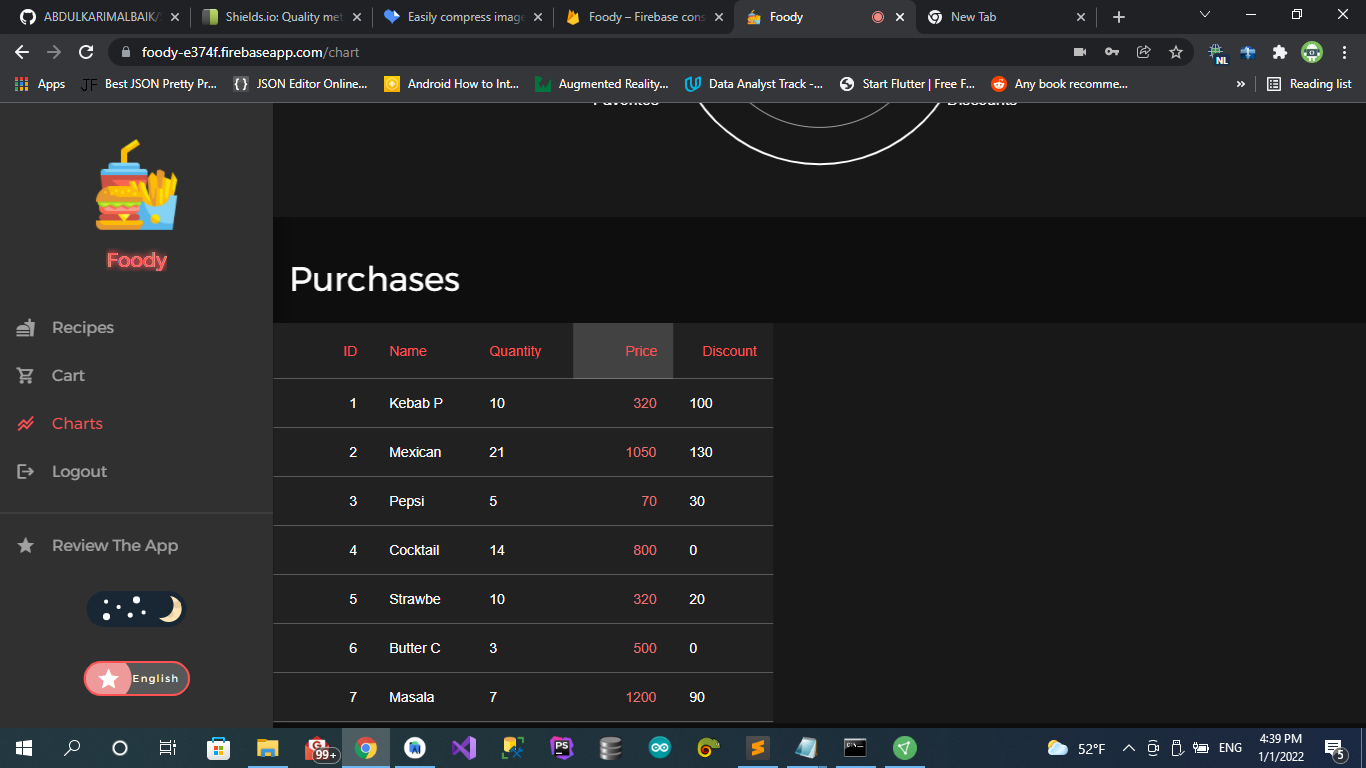 ABDULKARIMALBAIK/
Shields.io: Quality met
Easily compress image
Foody – Firebase cons
Foody
New Tab
foody-e374f.firebaseapp.com/chart
Apps
Best JSON Pretty Pr...
JSON Editor Online...
Android How to Int...
Augmented Reality...
Data Analyst Track -...
Start Flutter | Free F...
Any book recomme...
»
Reading list
NL
Favorites
Discounts
Foody
Recipes
Cart
Charts
Logout
Review The App
English
Purchases
ID Name Quantity Price Discount
1 Kebab P 10 320 100
2 Mexican 21 1050 130
3 Pepsi 5 70 30
4 Cocktail 14 800 0
5 Strawbe 10 320 20
6 Butter C 3 500 0
7 Masala 7 1200 90
99+
PS
52°F
ENG
4:39 PM
1/1/2022
5